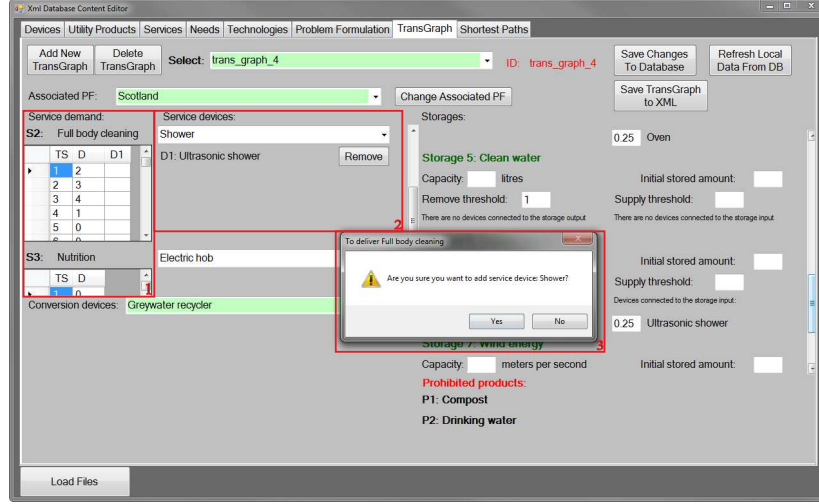 Xml Database Content Editor
Devices Utility Products Services Needs Technologies Problem Formulation TransGraph Shortest Paths
Add New TransGraph
Delete TransGraph
Select: trans_graph_4
ID: trans_graph_4
Save Changes To Database
Refresh Local Data From DB
Associated PF: Scotland
Change Associated PF
Save TransGraph to XML
Service demand:
Service devices:
Storages:
S2: Full body cleaning
Shower
0.25 Oven
TS D D1
D1: Ultrasonic shower
Remove
Storage 5: Clean water
1 2
Capacity: litres
Initial stored amount:
2 3
3 4
Remove threshold: 1
Supply threshold:
4 1
There are no devices connected to the storage output
There are no devices connected to the storage input
5 0
2
6 0
To deliver Full body cleaning
S3: Nutrition
Electric hob
Initial stored amount:
TS D
Are you sure you want to add service device: Shower?
Supply threshold:
1 0
1
Devices connected to the storage input:
Conversion devices: Greywater recycler
Yes
No
0.25 Ultrasonic shower
Storage 7: Wind energy
3
Capacity: meters per second
Initial stored amount:
Prohibited products:
P1: Compost
P2: Drinking water
Load Files